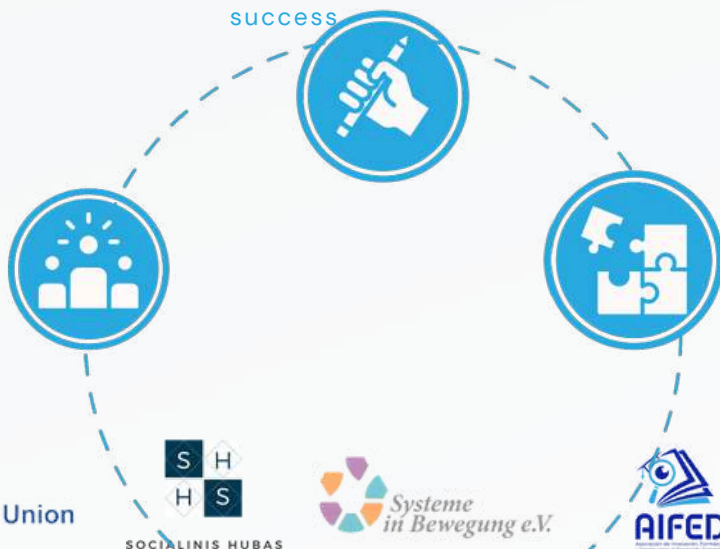 success
S H
H S
SOCIALINIS HUBAS
Union
Systeme
in Bewegung e.V.
AIFED